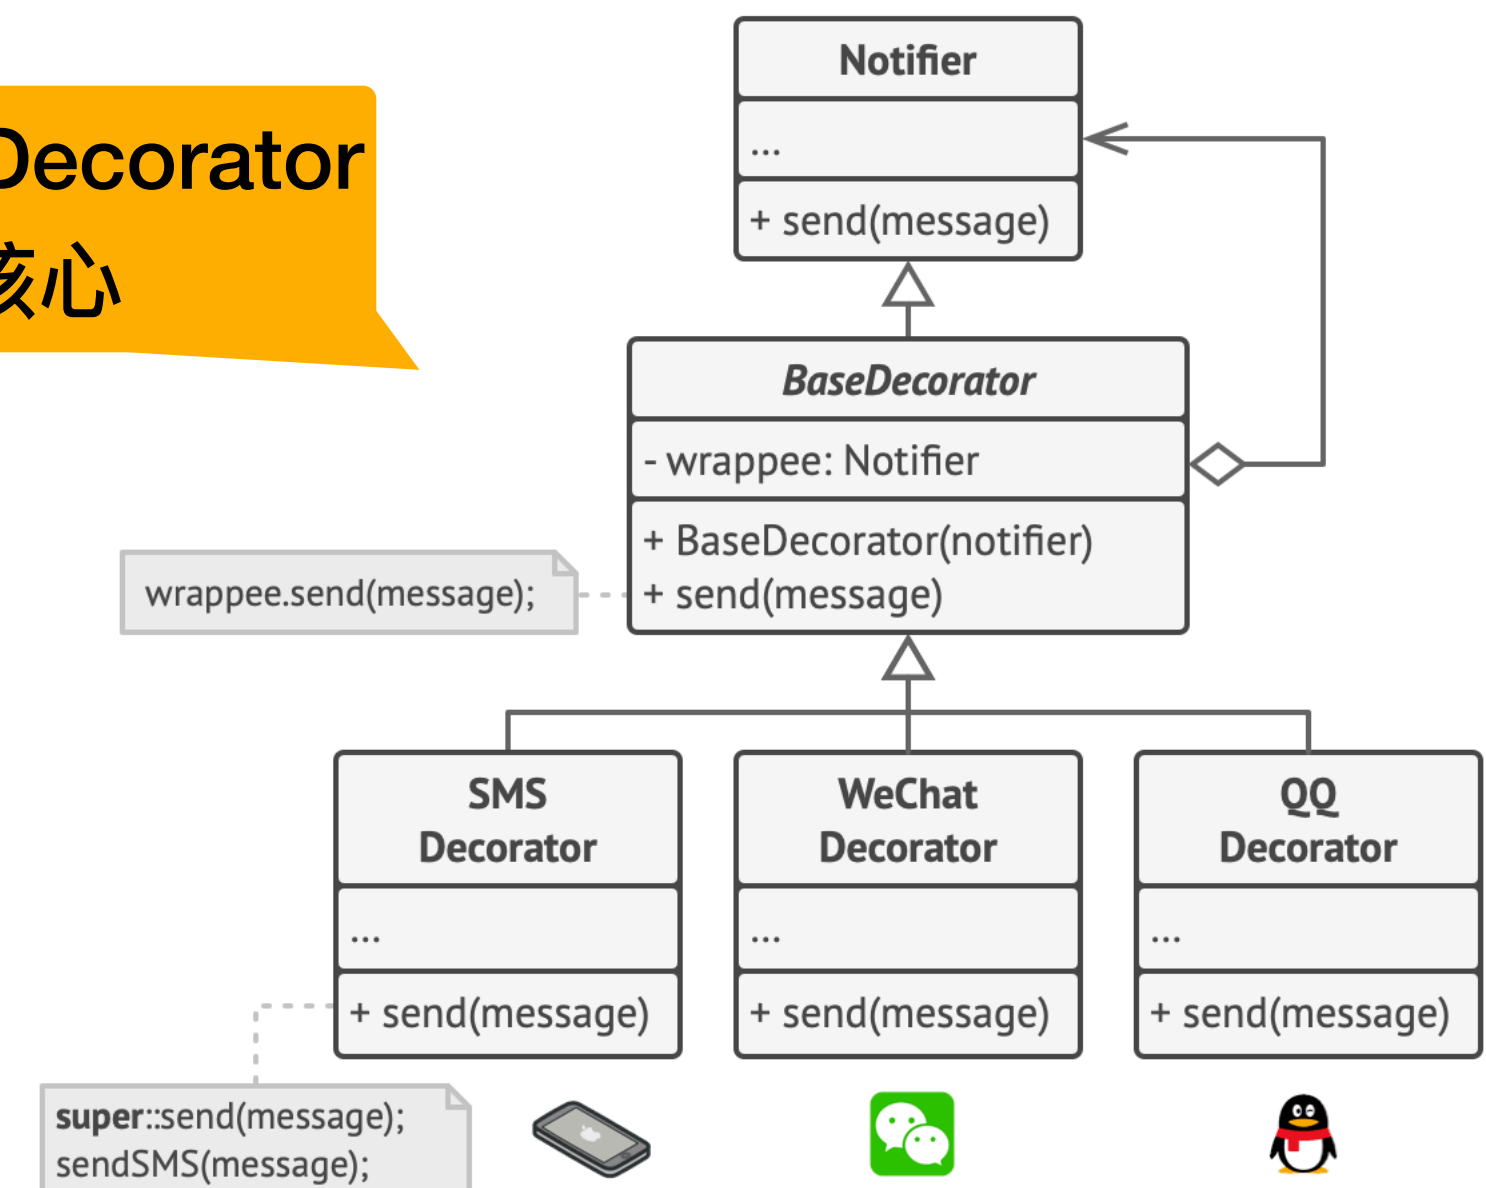 Decorator
核心
Notifier
...
+ send(message)
BaseDecorator
- wrappee: Notifier
+ BaseDecorator(notifier)
+ send(message)
wrappee.send(message);
SMS
Decorator
...
+ send(message)
WeChat
Decorator
...
+ send(message)
QQ
Decorator
...
+ send(message)
super::send(message);
sendSMS(message);